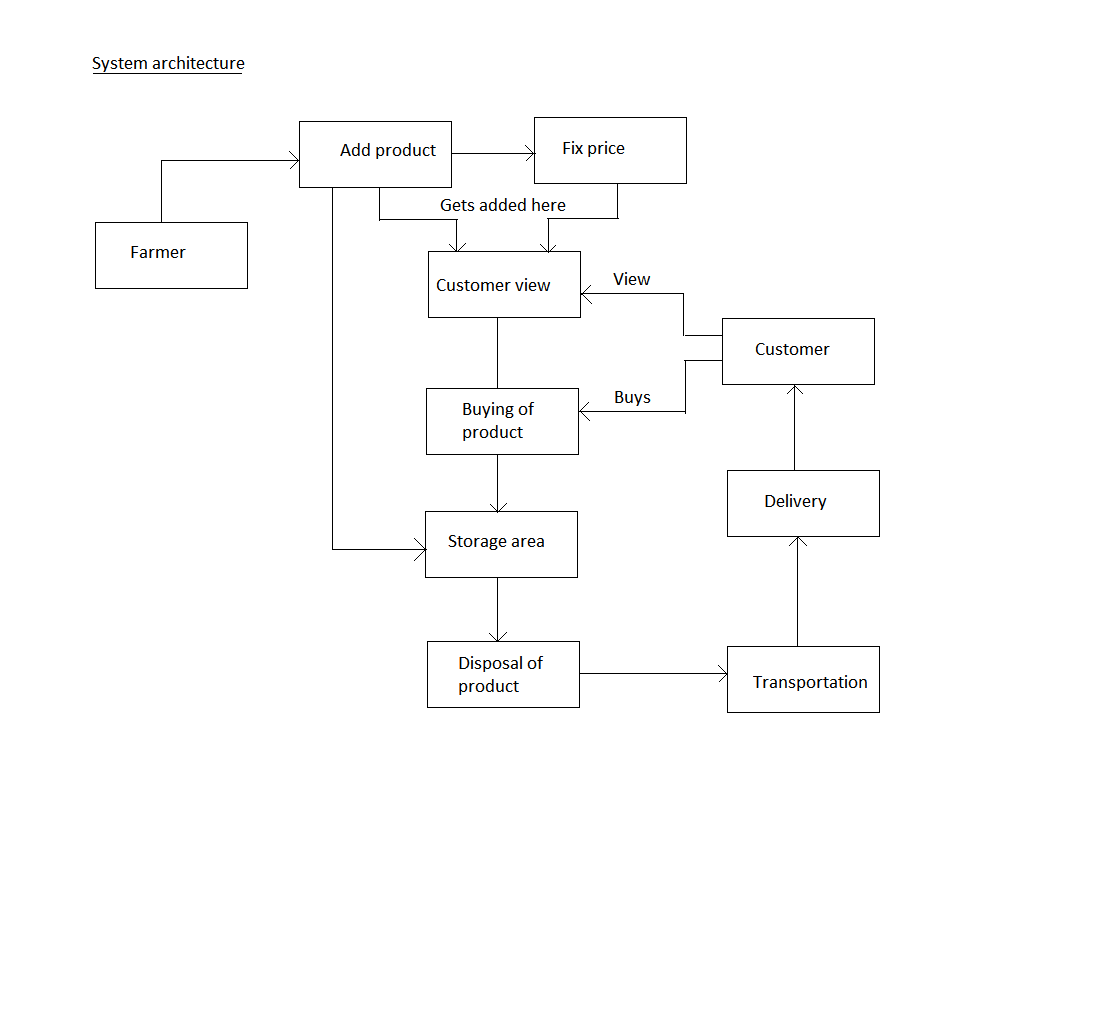 System architecture
Add product
Fix price
Gets added here
Farmer
Customer view
View
Customer
Buys
Buying of
product
Delivery
Storage area
Disposal of
product
Transportation